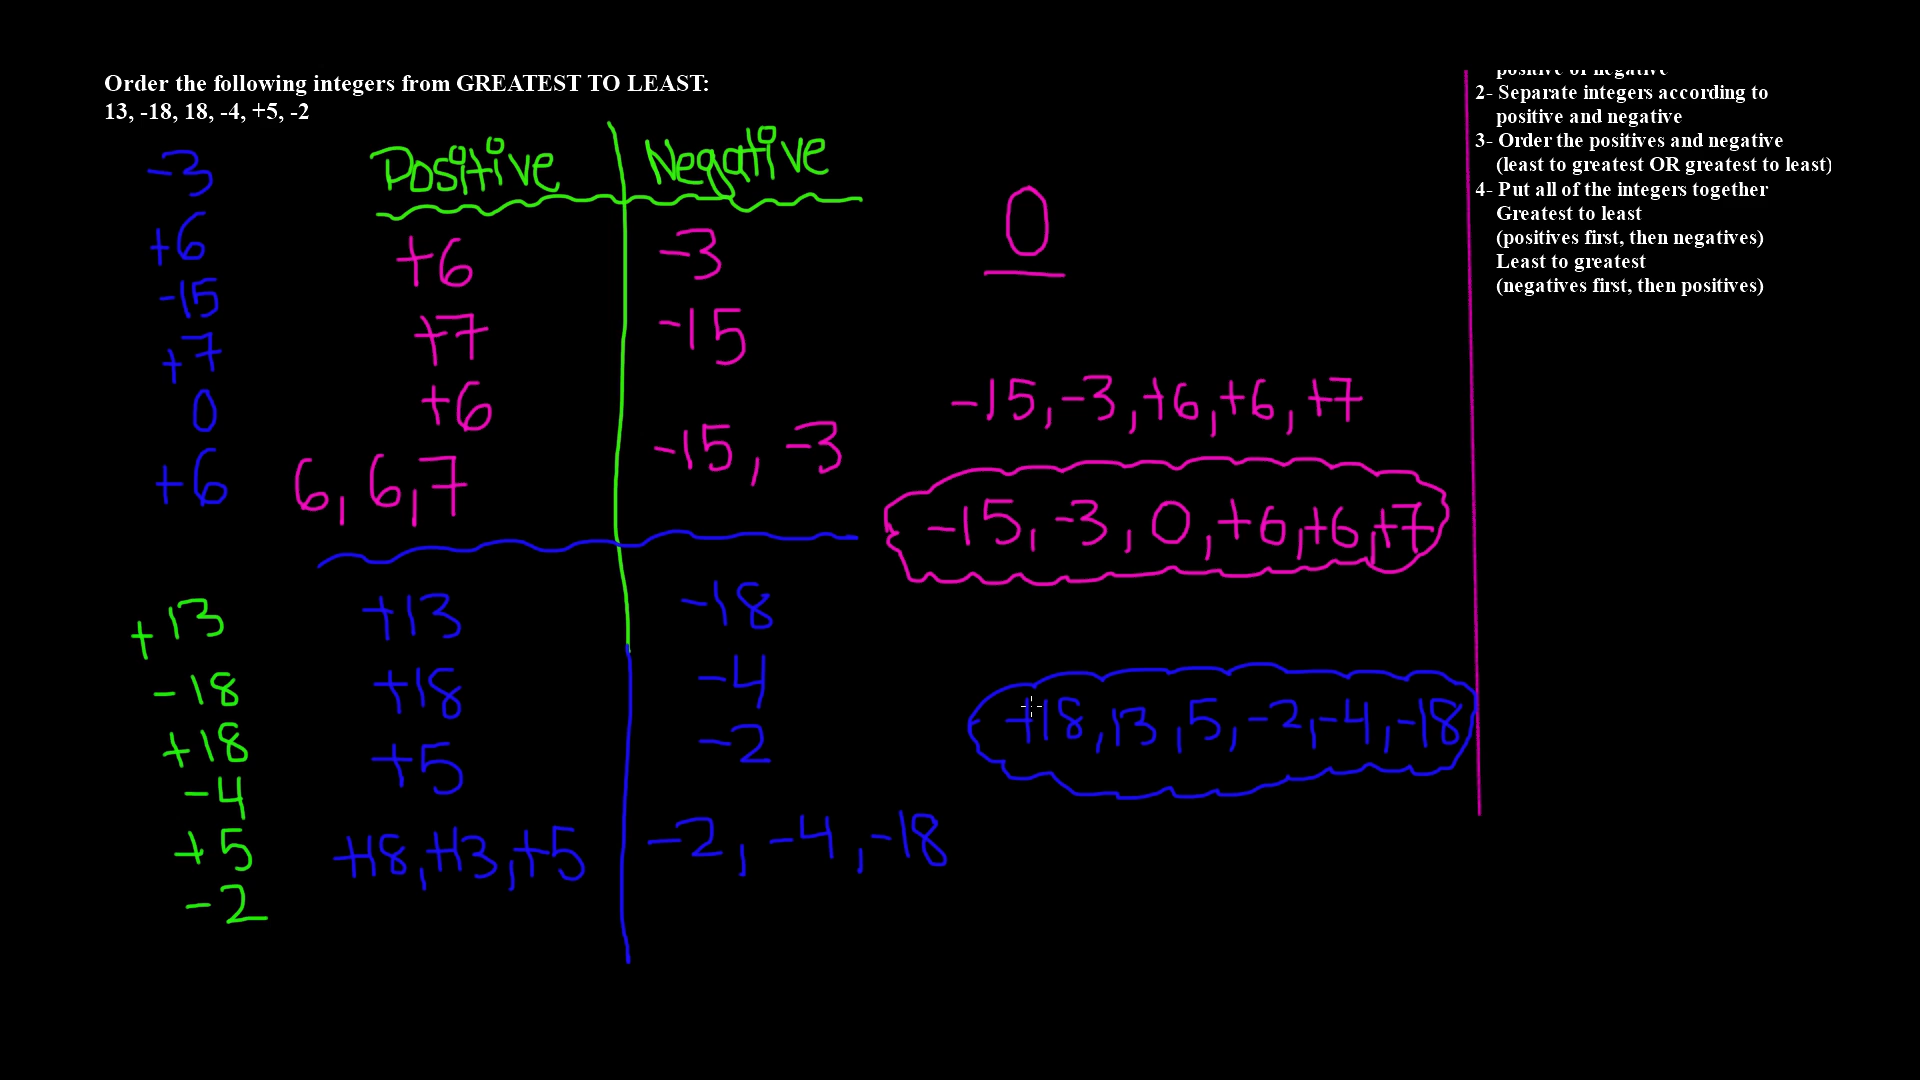 Order the following integers from GREATEST TO LEAST:
13, -18, 18, -4, +5, -2
-3
+6
-15
+7
0
+6
Positive
Negative
+6
-3
+7
-15
+6
6, 6, 7
-15, -3
0
-15, -3, +6, +6, +7
-15, -3, 0, +6, +6, +7
+13
-18
+18
-4
+5
-2
+13
-18
+18
-4
+5
-2
+18, +13, +5
-2, -4, -18
+18, 13, 5, -2, -4, -18
positive or negative
2- Separate integers according to
positive and negative
3- Order the positives and negative
(least to greatest OR greatest to least)
4- Put all of the integers together
Greatest to least
(positives first, then negatives)
Least to greatest
(negatives first, then positives)